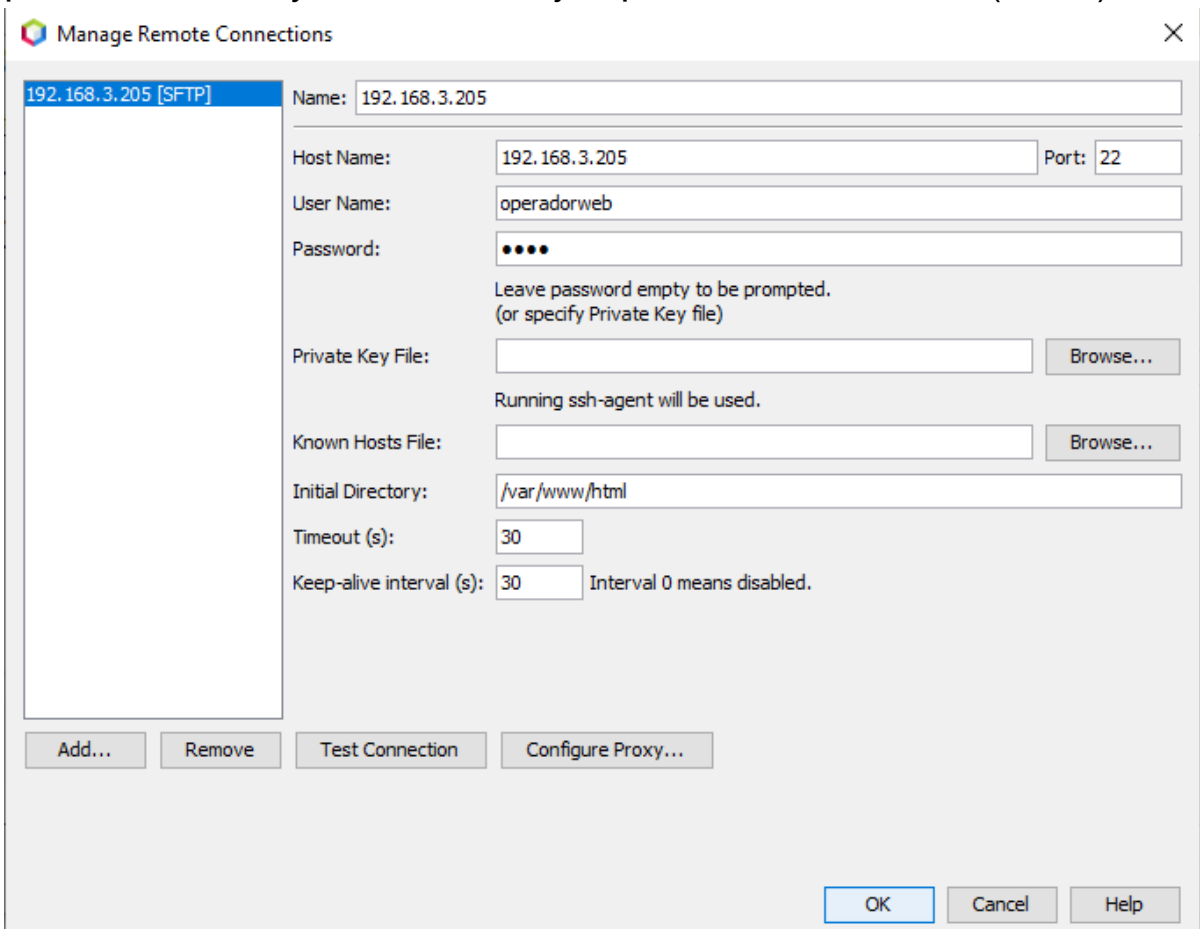 Manage Remote Connections
192.168.3.205 [SFTP]
Name: 192.168.3.205
Host Name: 192.168.3.205 Port: 22
User Name: operadorweb
Password: ••••
Leave password empty to be prompted.
(or specify Private Key file)
Private Key File: Browse...
Running ssh-agent will be used.
Known Hosts File: Browse...
Initial Directory: /var/www/html
Timeout (s): 30
Keep-alive interval (s): 30 Interval 0 means disabled.
Add... Remove Test Connection Configure Proxy...
OK Cancel Help